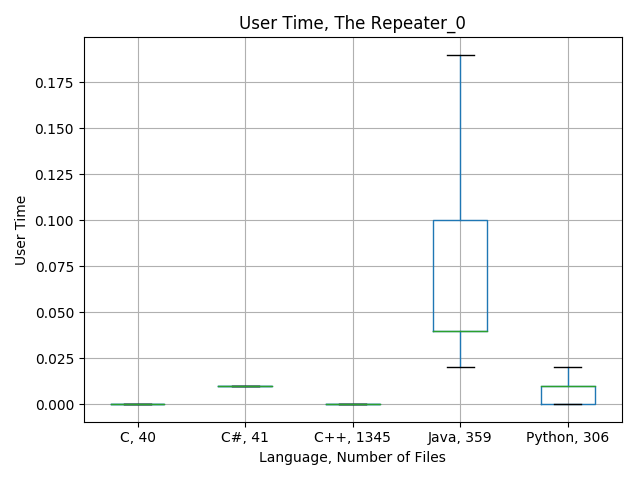 User Time, The Repeater_0
User Time
0.175
0.150
0.125
0.100
0.075
0.050
0.025
0.000
C, 40
C#, 41
C++, 1345
Java, 359
Python, 306
Language, Number of Files